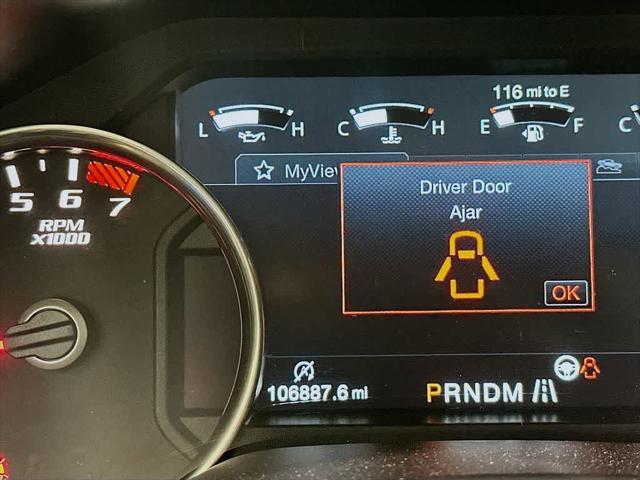 116 mi to E
L H
C H
E F
C
MyView
Driver Door
Ajar
OK
5 6 7
RPM
X1000
106887.6 mi
PRNDM